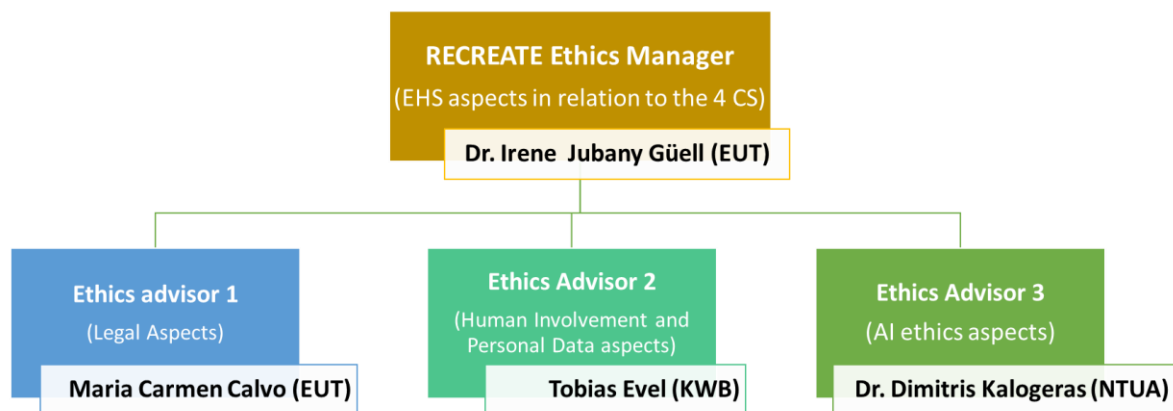 RECREATE Ethics Manager
(EHS aspects in relation to the 4 CS)
Dr. Irene Jubany Güell (EUT)
Ethics advisor 1
(Legal Aspects)
Maria Carmen Calvo (EUT)
Ethics Advisor 2
(Human Involvement and
Personal Data aspects)
Tobias Evel (KWB)
Ethics Advisor 3
(AI ethics aspects)
Dr. Dimitris Kalogeras (NTUA)